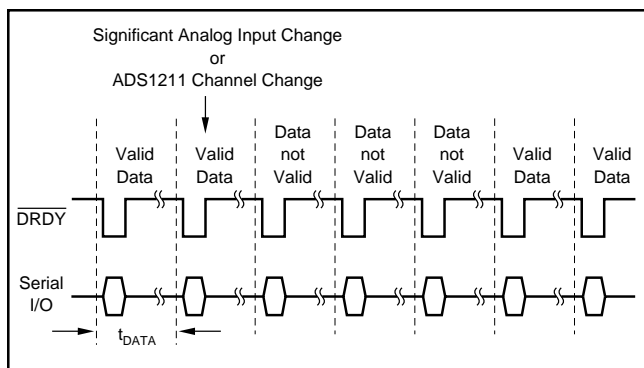 Significant Analog Input Change
or
ADS1211 Channel Change
Valid
Data
Valid
Data
Data
not
Valid
Data
not
Valid
Data
not
Valid
Valid
Data
Valid
Data
DRDY
Serial
I/O
tDATA